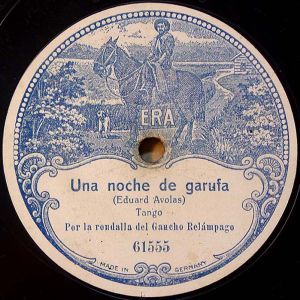 ERA
Una noche de garufa
(Eduard Avolas)
Tango
Por la rondalla del Gaucho Relámpago
61555
MADE IN GERMANY